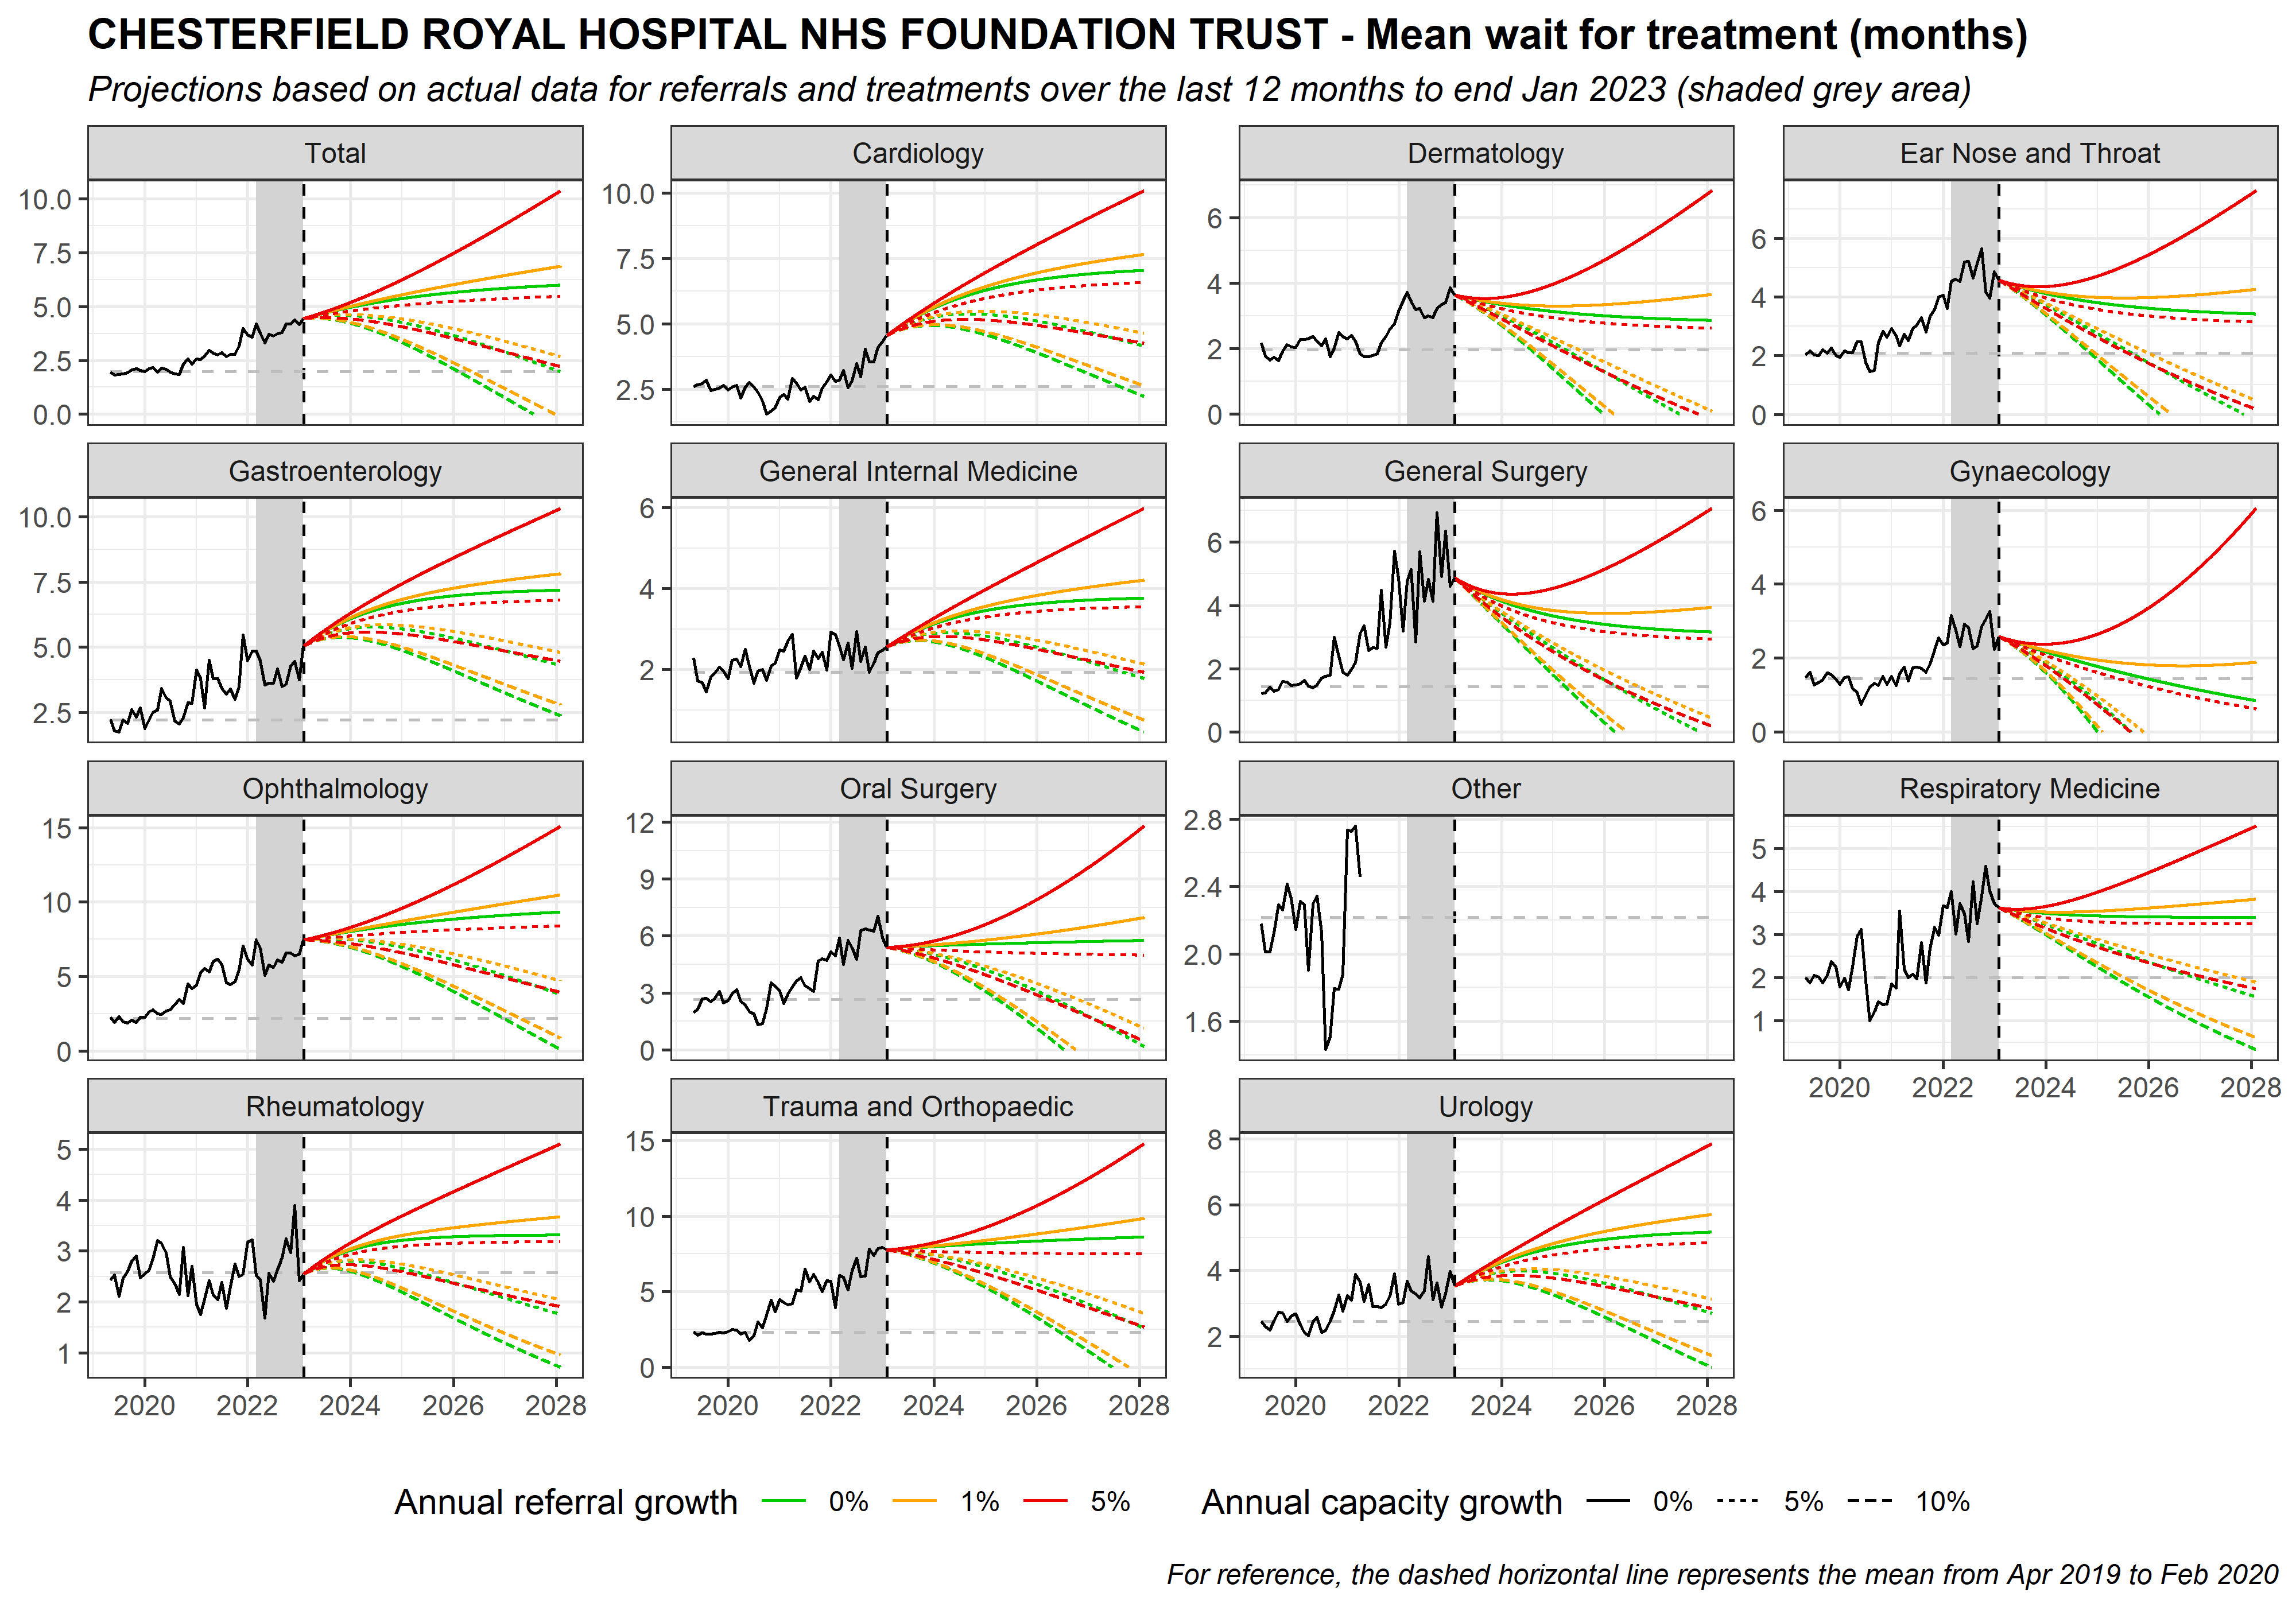 CHESTERFIELD ROYAL HOSPITAL NHS FOUNDATION TRUST - Mean wait for treatment (months)
Projections based on actual data for referrals and treatments over the last 12 months to end Jan 2023 (shaded grey area)
Total Cardiology Dermatology Ear Nose and Throat
10.0 10.0
6 6
7.5 7.5
4 4
5.0 5.0
2.5 2.5 2 2
0.0 0 0
Gastroenterology General Internal Medicine General Surgery Gynaecology
10.0 6 6 6
7.5 4 4 4
5.0 2 2 2
2.5 0 0
Ophthalmology Oral Surgery Other Respiratory Medicine
15 12 2.8 5
10 9 2.4 4
5 6 2.0 3
0 3 1.6 2
0 1
2020 2022 2024 2026 2028
Rheumatology Trauma and Orthopaedic Urology
5 15 8
4 10 6
3 5 4
2 0 2
1
2020 2022 2024 2026 2028 2020 2022 2024 2026 2028 2020 2022 2024 2026 2028
Annual referral growth 0% 1% 5% Annual capacity growth 0% 5% 10%
For reference, the dashed horizontal line represents the mean from Apr 2019 to Feb 2020